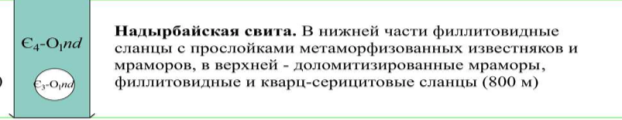 Є₄-O₁nd
Є₃-O₁nd
Надырбайская свита. В нижней части филлитовидные
сланцы с прослойками метаморфизованных известняков и
мраморов, в верхней - доломитизированные мраморы,
филлитовидные и кварц-серицитовые сланцы (800 м)